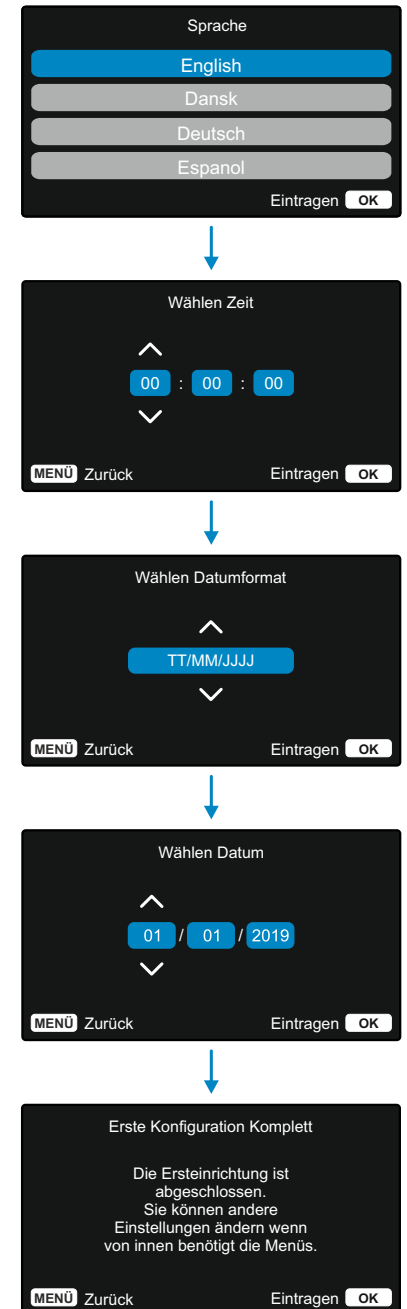 Sprache
English
Dansk
Deutsch
Espanol
Eintragen OK
Wählen Zeit
00 : 00 : 00
MENÜ Zurück Eintragen OK
Wählen Datumformat
TT/MM/JJJJ
MENÜ Zurück Eintragen OK
Wählen Datum
01 / 01 / 2019
MENÜ Zurück Eintragen OK
Erste Konfiguration Komplett
Die Ersteinrichtung ist
abgeschlossen.
Sie können andere
Einstellungen ändern wenn
von innen benötigt die Menüs.
MENÜ Zurück Eintragen OK